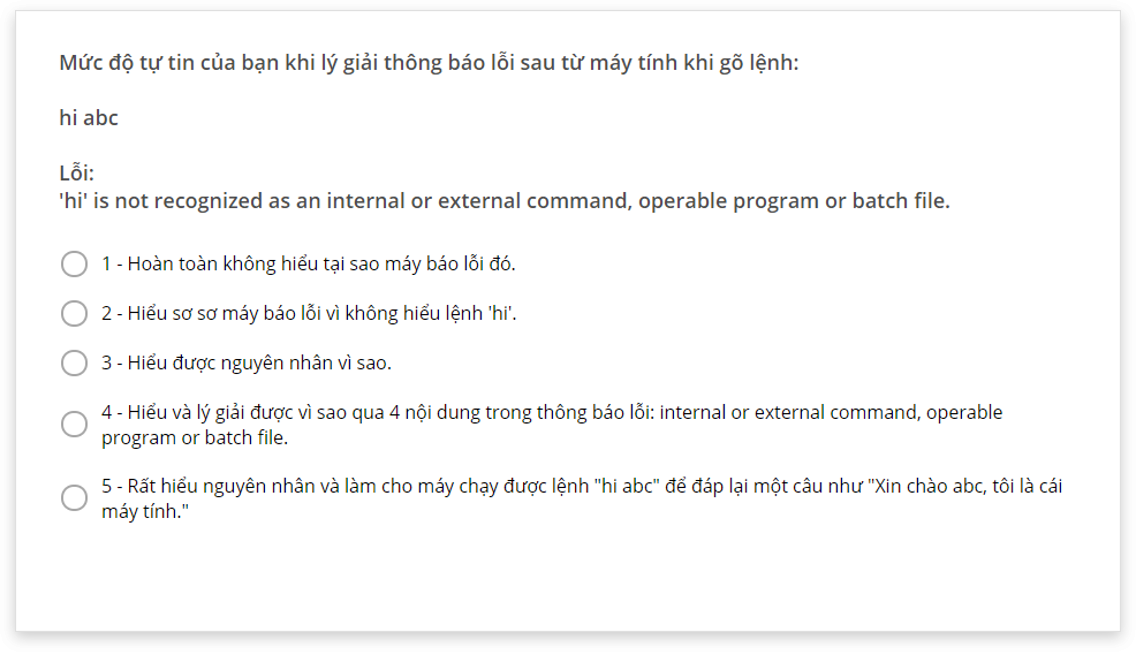 Mức độ tự tin của bạn khi lý giải thông báo lỗi sau từ máy tính khi gõ lệnh:
hi abc
Lỗi:
'hi' is not recognized as an internal or external command, operable program or batch file.
1 - Hoàn toàn không hiểu tại sao máy báo lỗi đó.
2 - Hiểu sơ sơ máy báo lỗi vì không hiểu lệnh 'hi'.
3 - Hiểu được nguyên nhân vì sao.
4 - Hiểu và lý giải được vì sao qua 4 nội dung trong thông báo lỗi: internal or external command, operable
program or batch file.
5 - Rất hiểu nguyên nhân và làm cho máy chạy được lệnh "hi abc" để đáp lại một câu như "Xin chào abc, tôi là cái
máy tính."